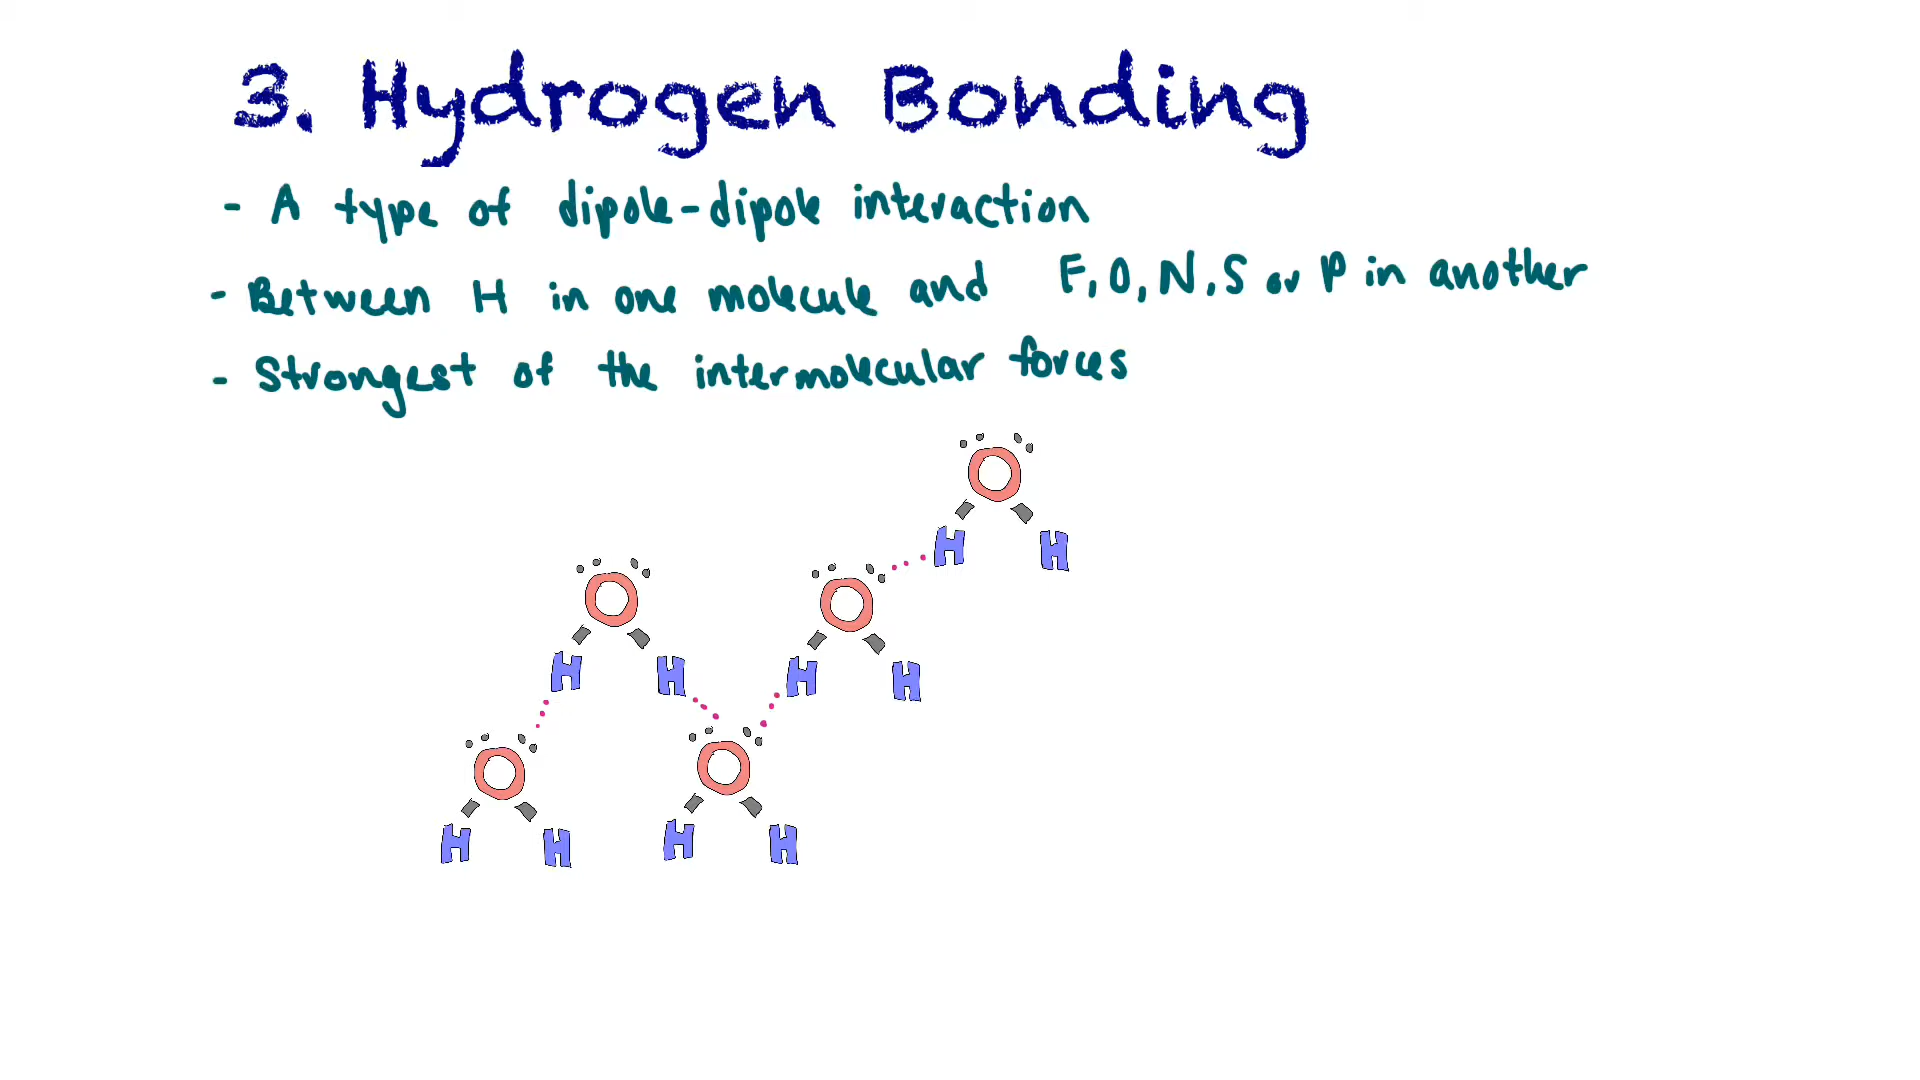 3. Hydrogen Bonding
- A type of dipole-dipole interaction
- Between H in one molecule and F, O, N, S or P in another
- Strongest of the intermolecular forces
O
H H
O O
H H H H
O O
H H H H